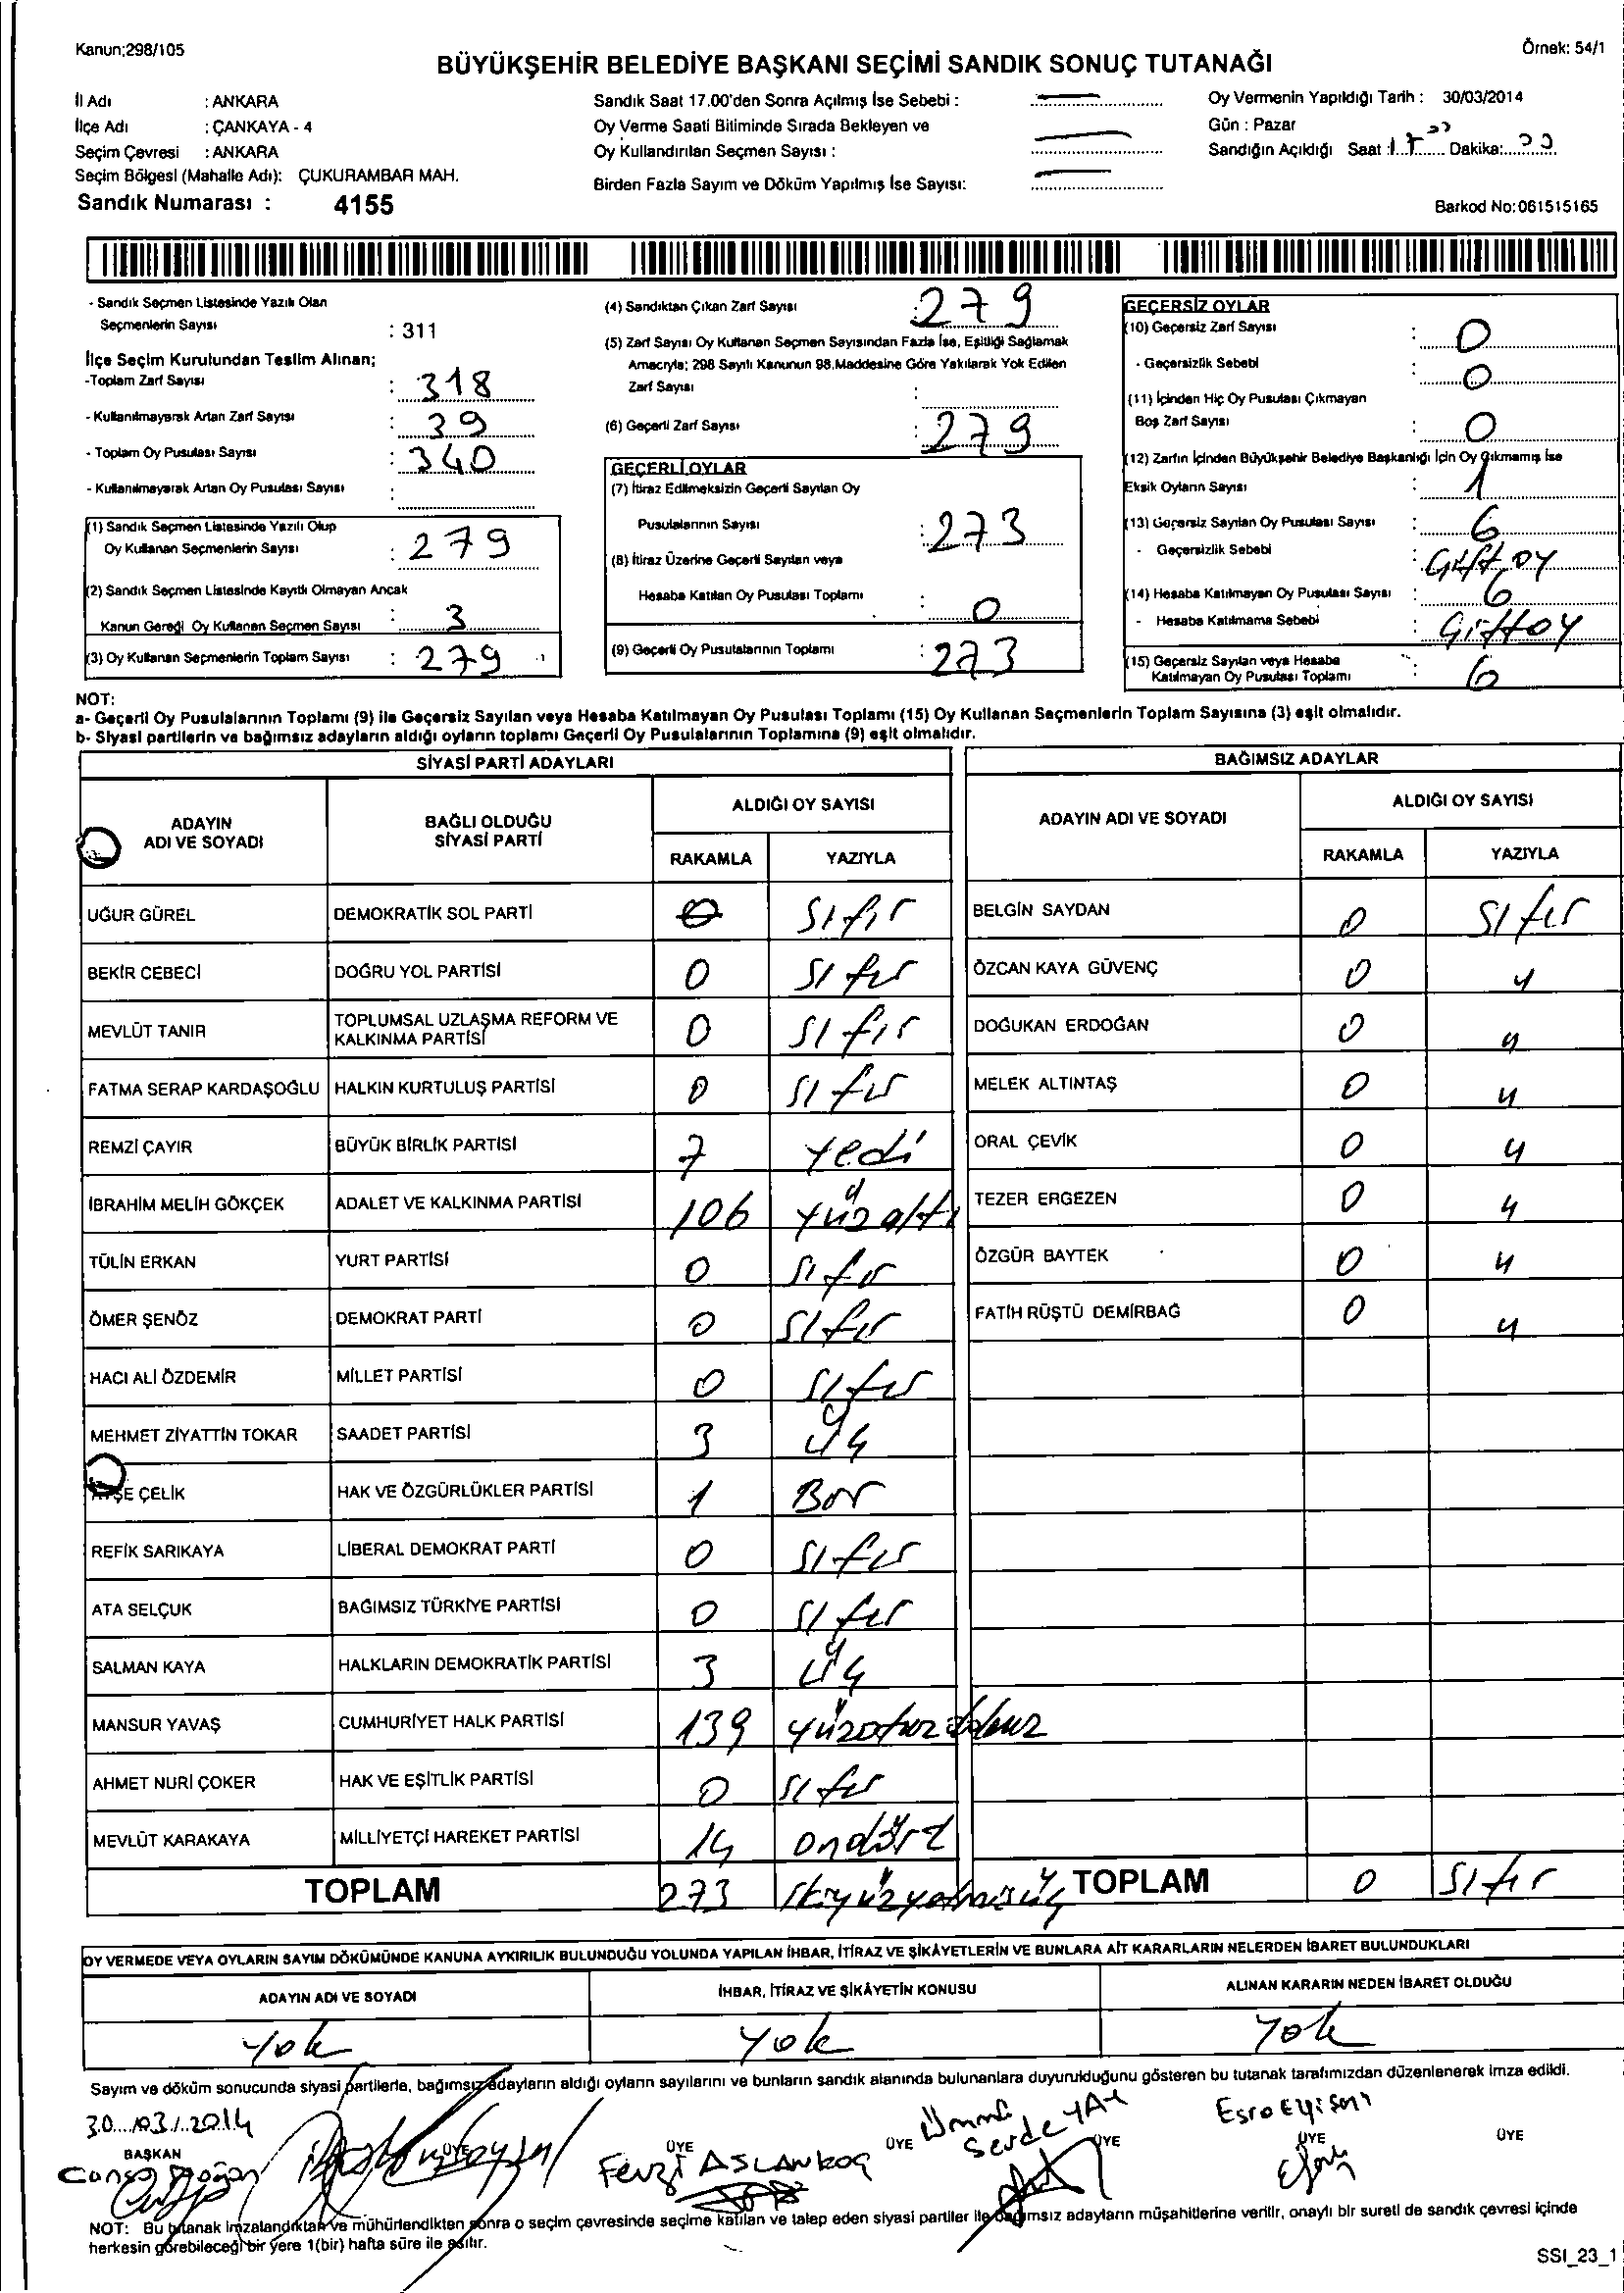 Kanun;298/105
Örnek: 54/1
BÜYÜKŞEHİR BELEDİYE BAŞKANI SEÇİMİ SANDIK SONUÇ TUTANAĞI
İl Adı : ANKARA
İlçe Adı : ÇANKAYA - 4
Seçim Çevresi : ANKARA
Seçim Bölgesi (Mahalle Adı): ÇUKURAMBAR MAH.
Sandık Numarası : 4155
Sandık Saat 17.00'den Sonra Açılmış İse Sebebi :
Oy Verme Saati Bitiminde Sırada Bekleyen ve
Oy Kullandırılan Seçmen Sayısı :
Birden Fazla Sayım ve Döküm Yapılmış İse Sayısı:
Oy Vermenin Yapıldığı Tarih : 30/03/2014
Gün : Pazar
Sandığın Açıldığı Saat : Dakika:
Barkod No:061515165
- Sandık Seçmen Listesinde Yazılı Olan
Seçmenlerin Sayısı : 311
İlçe Seçim Kurulundan Teslim Alınan;
-Toplam Zarf Sayısı : 318
- Kullanılmayarak Artan Zarf Sayısı : 39
- Toplam Oy Pusulası Sayısı : 340
- Kullanılmayarak Artan Oy Pusulası Sayısı :
(1) Sandık Seçmen Listesinde Yazılı Olup
Oy Kullanan Seçmenlerin Sayısı : 279
(2) Sandık Seçmen Listesinde Kayıtlı Olmayan Ancak
Kanun Gereği Oy Kullanan Seçmen Sayısı : 3
(3) Oy Kullanan Seçmenlerin Toplam Sayısı : 279
(4) Sandıktan Çıkan Zarf Sayısı : 279
(5) Zarf Sayısı Oy Kullanan Seçmen Sayısından Fazla İse, Eşitliği Sağlamak
Amacıyla; 298 Sayılı Kanunun 98.Maddesine Göre Yakılarak Yok Edilen
Zarf Sayısı :
(6) Geçerli Zarf Sayısı : 279
GEÇERLİ OYLAR
(7) İtiraz Edilmeksizin Geçerli Sayılan Oy
Pusulalarının Sayısı : 273
(8) İtiraz Üzerine Geçerli Sayılan veya
Hesaba Katılan Oy Pusulası Toplamı : 0
(9) Geçerli Oy Pusulalarının Toplamı : 273
GEÇERSİZ OYLAR
(10) Geçersiz Zarf Sayısı : 0
- Geçersizlik Sebebi : 0
(11) İçinden Hiç Oy Pusulası Çıkmayan
Boş Zarf Sayısı : 0
(12) Zarfın İçinden Büyükşehir Belediye Başkanlığı İçin Oy Çıkmamış İse
Eksik Oyların Sayısı : 1
(13) Geçersiz Sayılan Oy Pusulası Sayısı : 6
- Geçersizlik Sebebi : Çift oy
(14) Hesaba Katılmayan Oy Pusulası Sayısı : 6
- Hesaba Katılmama Sebebi : Çift oy
(15) Geçersiz Sayılan veya Hesaba
Katılmayan Oy Pusulası Toplamı : 6
NOT:
a- Geçerli Oy Pusulalarının Toplamı (9) ile Geçersiz Sayılan veya Hesaba Katılmayan Oy Pusulası Toplamı (15) Oy Kullanan Seçmenlerin Toplam Sayısına (3) eşit olmalıdır.
b- Siyasi partilerin ve bağımsız adayların aldığı oyların toplamı Geçerli Oy Pusulalarının Toplamına (9) eşit olmalıdır.
SİYASİ PARTİ ADAYLARI
ADAYIN ADI VE SOYADI
BAĞLI OLDUĞU SİYASİ PARTİ
ALDIĞI OY SAYISI
RAKAMLA YAZIYLA
UĞUR GÜREL DEMOKRATİK SOL PARTİ 0 Sıfır
BEKİR CEBECİ DOĞRU YOL PARTİSİ 0 Sıfır
MEVLÜT TANIR TOPLUMSAL UZLAŞMA REFORM VE KALKINMA PARTİSİ 0 Sıfır
FATMA SERAP KARDAŞOĞLU HALKIN KURTULUŞ PARTİSİ 0 Sıfır
REMZİ ÇAYIR BÜYÜK BİRLİK PARTİSİ 7 Yedi
İBRAHİM MELİH GÖKÇEK ADALET VE KALKINMA PARTİSİ 106 yüzaltı
TÜLİN ERKAN YURT PARTİSİ 0 Sıfır
ÖMER ŞENÖZ DEMOKRAT PARTİ 0 Sıfır
HACI ALİ ÖZDEMİR MİLLET PARTİSİ 0 Sıfır
MEHMET ZİYATTİN TOKAR SAADET PARTİSİ 3 Üç
AYŞE ÇELİK HAK VE ÖZGÜRLÜKLER PARTİSİ 1 Bir
REFİK SARIKAYA LİBERAL DEMOKRAT PARTİ 0 Sıfır
ATA SELÇUK BAĞIMSIZ TÜRKİYE PARTİSİ 0 Sıfır
SALMAN KAYA HALKLARIN DEMOKRATİK PARTİSİ 3 Üç
MANSUR YAVAŞ CUMHURİYET HALK PARTİSİ 139 yüzotuzdokuz
AHMET NURİ ÇOKER HAK VE EŞİTLİK PARTİSİ 0 Sıfır
MEVLÜT KARAKAYA MİLLİYETÇİ HAREKET PARTİSİ 14 ondört
TOPLAM 273 ikiyüzyetmişüç
BAĞIMSIZ ADAYLAR
ADAYIN ADI VE SOYADI
ALDIĞI OY SAYISI
RAKAMLA YAZIYLA
BELGİN SAYDAN 0 Sıfır
ÖZCAN KAYA GÜVENÇ 0 "
DOĞUKAN ERDOĞAN 0 "
MELEK ALTINTAŞ 0 "
ORAL ÇEVİK 0 "
TEZER ERGEZEN 0 "
ÖZGÜR BAYTEK 0 "
FATİH RÜŞTÜ DEMİRBAĞ 0 "
TOPLAM 0 Sıfır
OY VERMEDE VEYA OYLARIN SAYIM DÖKÜMÜNDE KANUNA AYKIRILIK BULUNDUĞU YOLUNDA YAPILAN İHBAR, İTİRAZ VE ŞİKÂYETLERİN VE BUNLARA AİT KARARLARIN NELERDEN İBARET BULUNDUKLARI
ADAYIN ADI VE SOYADI İHBAR, İTİRAZ VE ŞİKÂYETİN KONUSU ALINAN KARARIN NEDEN İBARET OLDUĞU
Yok Yok Yok
Sayım ve döküm sonucunda siyasi partilerle, bağımsız adayların aldığı oyların sayılarını ve bunların sandık alanında bulunanlara duyurulduğunu gösteren bu tutanak tarafımızdan düzenlenerek imza edildi.
30.03.2014
BAŞKAN ÜYE ÜYE ÜYE ÜYE ÜYE ÜYE
Fevzi ASLANKOÇ
NOT: Bu tutanak imzalandıktan ve mühürlendikten sonra o seçim çevresinde seçime katılan ve talep eden siyasi partiler ile bağımsız adayların müşahitlerine verilir, onaylı bir sureti de sandık çevresi içinde
herkesin görebileceği bir yere 1(bir) hafta süre ile asılır.
SSI_23_1